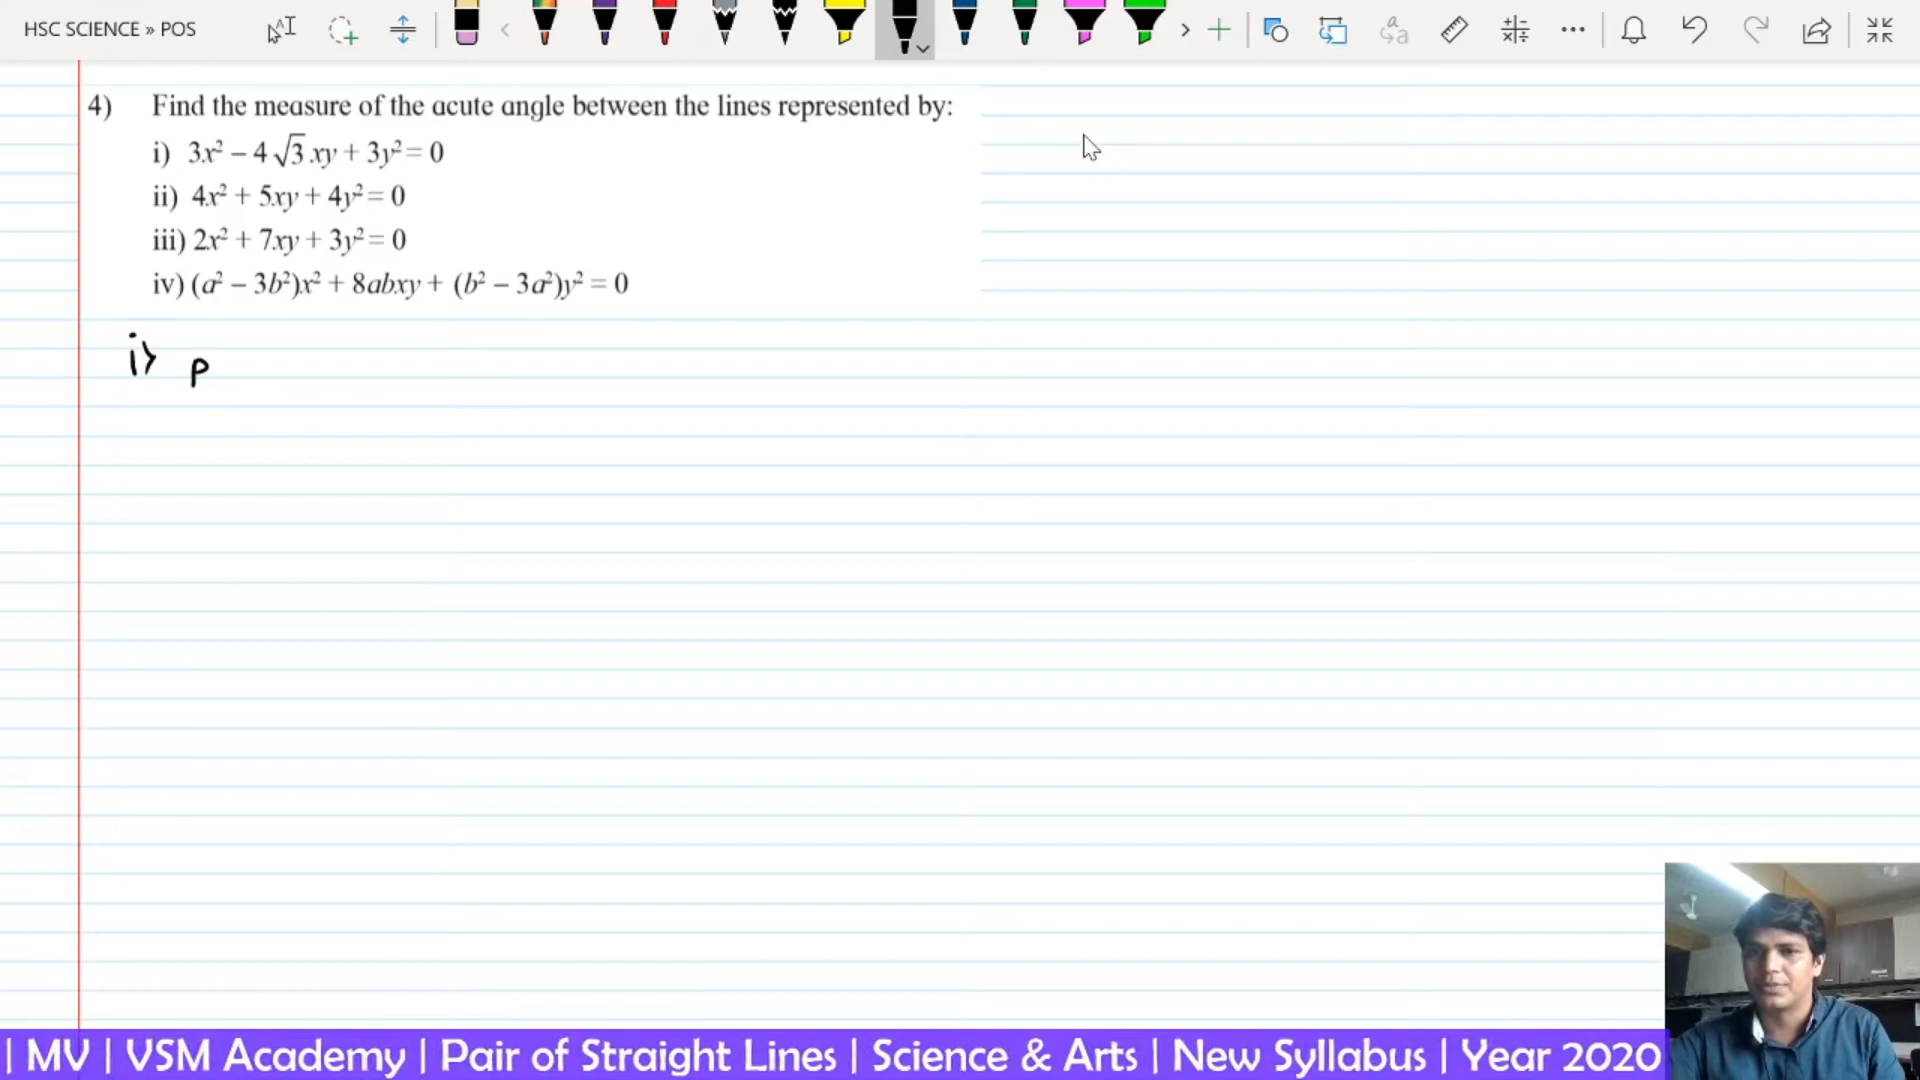 HSC SCIENCE » POS
4) Find the measure of the acute angle between the lines represented by:
i) 3x² – 4√3 xy + 3y² = 0
ii) 4x² + 5xy + 4y² = 0
iii) 2x² + 7xy + 3y² = 0
iv) (a² – 3b²)x² + 8abxy + (b² – 3a²)y² = 0
i) p
| MV | VSM Academy | Pair of Straight Lines | Science & Arts | New Syllabus | Year 2020